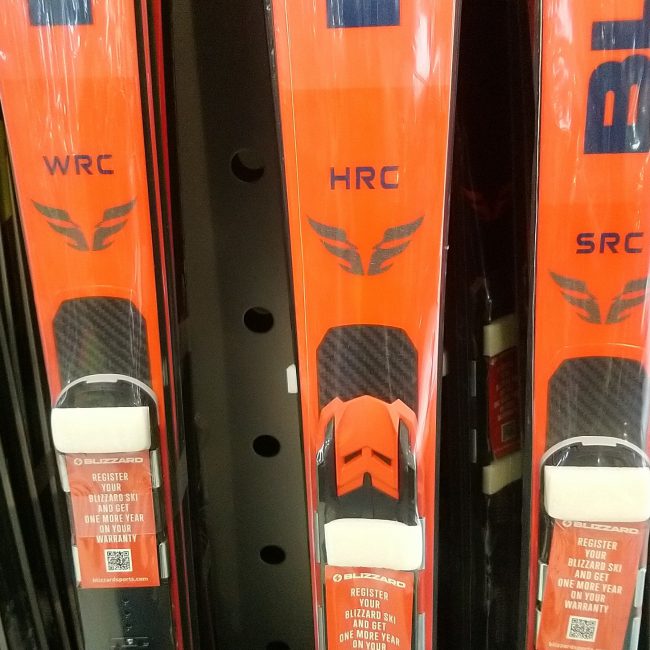 WRC
BLIZZARD
REGISTER
YOUR
BLIZZARD SKI
AND GET
ONE MORE YEAR
ON YOUR
WARRANTY
blizzardsports.com
HRC
BLIZZARD
REGISTER
YOUR
BLIZZARD SKI
AND GET
ONE MORE YEAR
ON YOUR
BL
SRC
BLIZZARD
REGISTER
YOUR
BLIZZARD SKI
AND GET
ONE MORE YEAR
ON YOUR
WARRANTY